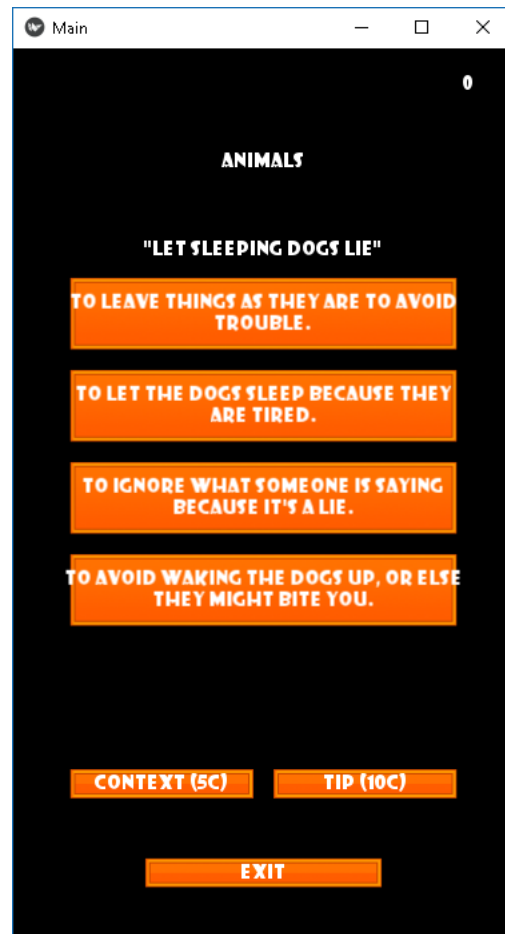 Main
0
ANIMALS
"LET SLEEPING DOGS LIE"
TO LEAVE THINGS AS THEY ARE TO AVOID
TROUBLE.
TO LET THE DOGS SLEEP BECAUSE THEY
ARE TIRED.
TO IGNORE WHAT SOMEONE IS SAYING
BECAUSE IT'S A LIE.
TO AVOID WAKING THE DOGS UP, OR ELSE
THEY MIGHT BITE YOU.
CONTEXT (5C) TIP (10C)
EXIT